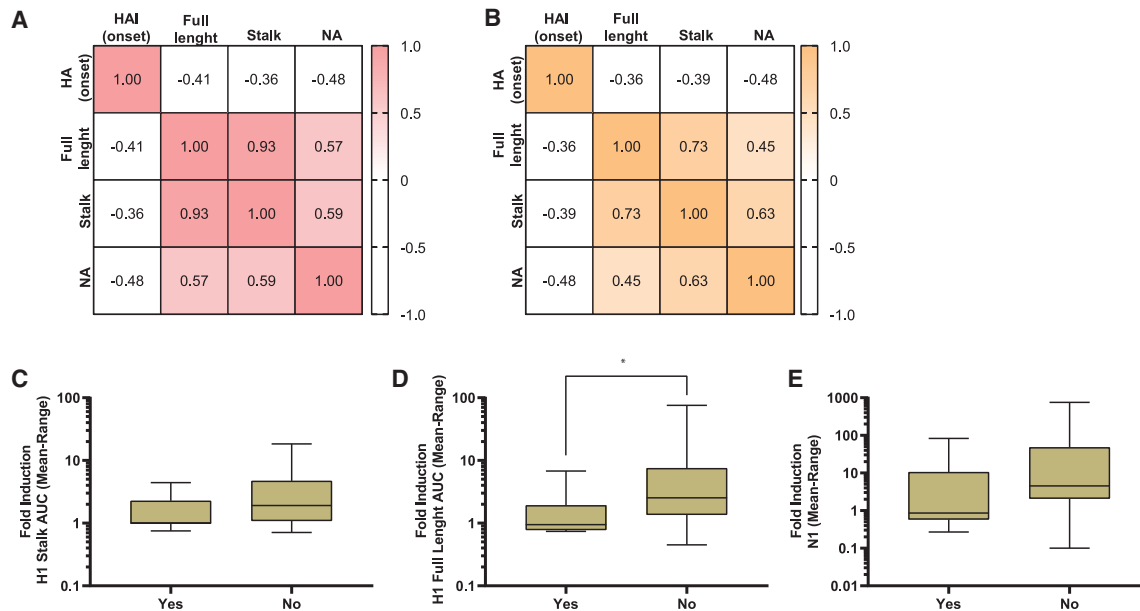 A
HAI
(onset)
Full
lenght
Stalk
NA
HA
(onset)
1.00
-0.41
-0.36
-0.48
Full
lenght
-0.41
1.00
0.93
0.57
Stalk
-0.36
0.93
1.00
0.59
NA
-0.48
0.57
0.59
1.00
1.0
0.5
0
-0.5
-1.0
B
HAI
(onset)
Full
lenght
Stalk
NA
HA
(onset)
1.00
-0.36
-0.39
-0.48
Full
lenght
-0.36
1.00
0.73
0.45
Stalk
-0.39
0.73
1.00
0.63
NA
-0.48
0.45
0.63
1.00
1.0
0.5
0
-0.5
-1.0
C
Fold Induction
H1 Stalk AUC (Mean-Range)
100
10
1
0.1
Yes
No
D
Fold Induction
H1 Full Lenght AUC (Mean-Range)
100
10
1
0.1
*
Yes
No
E
Fold Induction
N1 (Mean-Range)
1000
100
10
1
0.1
0.01
Yes
No